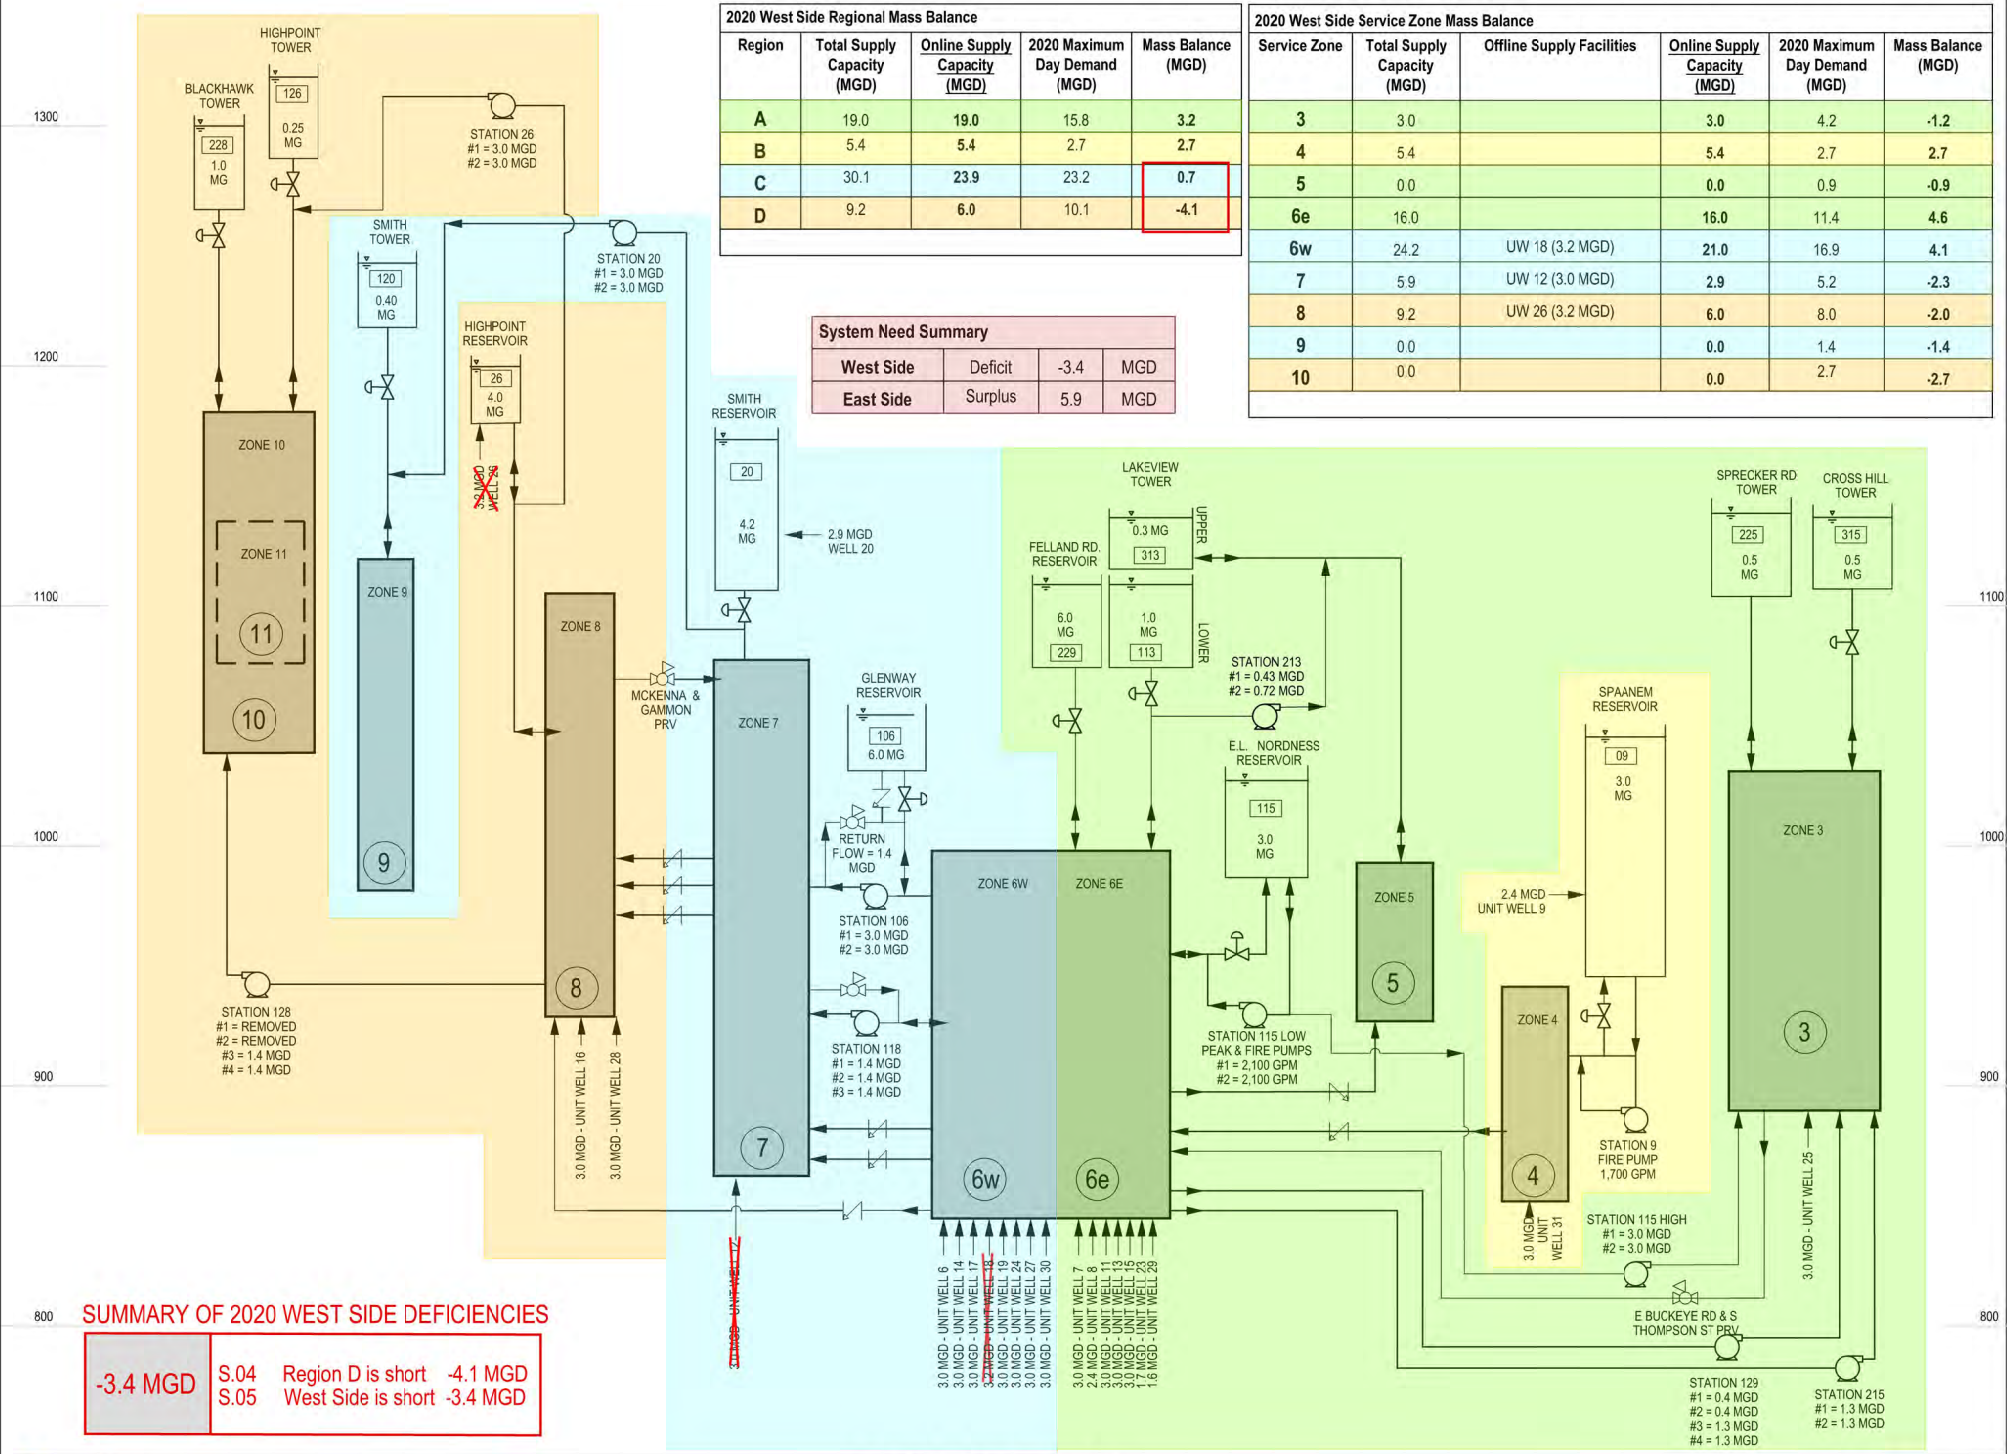 2020 West Side Regional Mass Balance
Region	Total Supply Capacity (MGD)	Online Supply Capacity (MGD)	2020 Maximum Day Demand (MGD)	Mass Balance (MGD)
A	19.0	19.0	15.8	3.2
B	5.4	5.4	2.7	2.7
C	30.1	23.9	23.2	0.7
D	9.2	6.0	10.1	-4.1
2020 West Side Service Zone Mass Balance
Service Zone	Total Supply Capacity (MGD)	Offline Supply Facilities	Online Supply Capacity (MGD)	2020 Maximum Day Demand (MGD)	Mass Balance (MGD)
3	3.0	3.0	4.2	-1.2
4	5.4	5.4	2.7	2.7
5	0.0	0.0	0.9	-0.9
6e	16.0	16.0	11.4	4.6
6w	24.2	UW 18 (3.2 MGD)	21.0	16.9	4.1
7	5.9	UW 12 (3.0 MGD)	2.9	5.2	-2.3
8	9.2	UW 26 (3.2 MGD)	6.0	8.0	-2.0
9	0.0	0.0	1.4	-1.4
10	0.0	0.0	2.7	-2.7
System Need Summary
West Side	Deficit	-3.4	MGD
East Side	Surplus	5.9	MGD
1300
1200
1100
1000
900
800
1100
1000
900
800
HIGHPOINT
TOWER
126
0.25
MG
BLACKHAWK
TOWER
228
1.0
MG
STATION 26
#1 = 3.0 MGD
#2 = 3.0 MGD
SMITH
TOWER
120
0.40
MG
STATION 20
#1 = 3.0 MGD
#2 = 3.0 MGD
HIGHPOINT
RESERVOIR
26
4.0
MG
3.2 MGD
WELL 26
SMITH
RESERVOIR
20
4.2
MG
2.9 MGD
WELL 20
ZONE 10
ZONE 11
11
10
ZONE 9
9
ZONE 8
8
MCKENNA &
GAMMON
PRV
ZONE 7
7
GLENWAY
RESERVOIR
106
6.0 MG
RETURN
FLOW = 1.4
MGD
STATION 106
#1 = 3.0 MGD
#2 = 3.0 MGD
STATION 118
#1 = 1.4 MGD
#2 = 1.4 MGD
#3 = 1.4 MGD
STATION 128
#1 = REMOVED
#2 = REMOVED
#3 = 1.4 MGD
#4 = 1.4 MGD
3.0 MGD - UNIT WELL 16
3.0 MGD - UNIT WELL 28
3.0 MGD - UNIT WELL 12
ZONE 6W
6w
ZONE 6E
6e
3.0 MGD - UNIT WELL 6
3.0 MGD - UNIT WELL 14
3.0 MGD - UNIT WELL 17
3.2 MGD - UNIT WELL 18
3.0 MGD - UNIT WELL 19
3.0 MGD - UNIT WELL 24
3.0 MGD - UNIT WELL 27
3.0 MGD - UNIT WELL 30
3.0 MGD - UNIT WELL 7
2.4 MGD - UNIT WELL 8
3.0 MGD - UNIT WELL 11
3.0 MGD - UNIT WELL 13
3.0 MGD - UNIT WELL 15
1.7 MGD - UNIT WELL 23
1.6 MGD - UNIT WELL 29
LAKEVIEW
TOWER
UPPER
0.3 MG
313
FELLAND RD.
RESERVOIR
6.0
MG
229
1.0
MG
113
LOWER
STATION 213
#1 = 0.43 MGD
#2 = 0.72 MGD
E.L. NORDNESS
RESERVOIR
115
3.0
MG
STATION 115 LOW
PEAK & FIRE PUMPS
#1 = 2,100 GPM
#2 = 2,100 GPM
ZONE 5
5
SPAANEM
RESERVOIR
09
3.0
MG
2.4 MGD
UNIT WELL 9
ZONE 4
4
3.0 MGD
UNIT
WELL 31
STATION 9
FIRE PUMP
1,700 GPM
SPRECKER RD
TOWER
225
0.5
MG
CROSS HILL
TOWER
315
0.5
MG
ZONE 3
3
3.0 MGD - UNIT WELL 25
STATION 115 HIGH
#1 = 3.0 MGD
#2 = 3.0 MGD
E BUCKEYE RD & S
THOMPSON ST PRV
STATION 129
#1 = 0.4 MGD
#2 = 0.4 MGD
#3 = 1.3 MGD
#4 = 1.3 MGD
STATION 215
#1 = 1.3 MGD
#2 = 1.3 MGD
SUMMARY OF 2020 WEST SIDE DEFICIENCIES
-3.4 MGD
S.04 Region D is short -4.1 MGD
S.05 West Side is short -3.4 MGD